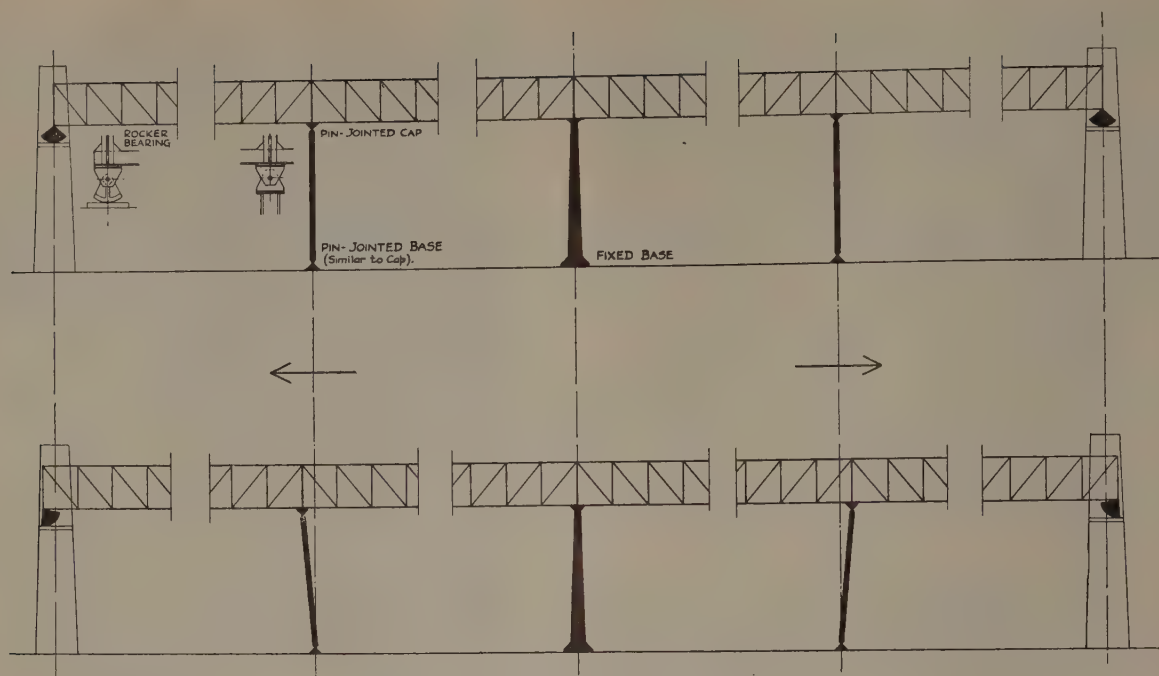 ROCKER
BEARING
PIN-JOINTED CAP
PIN-JOINTED BASE
(Similar to Cap).
FIXED BASE